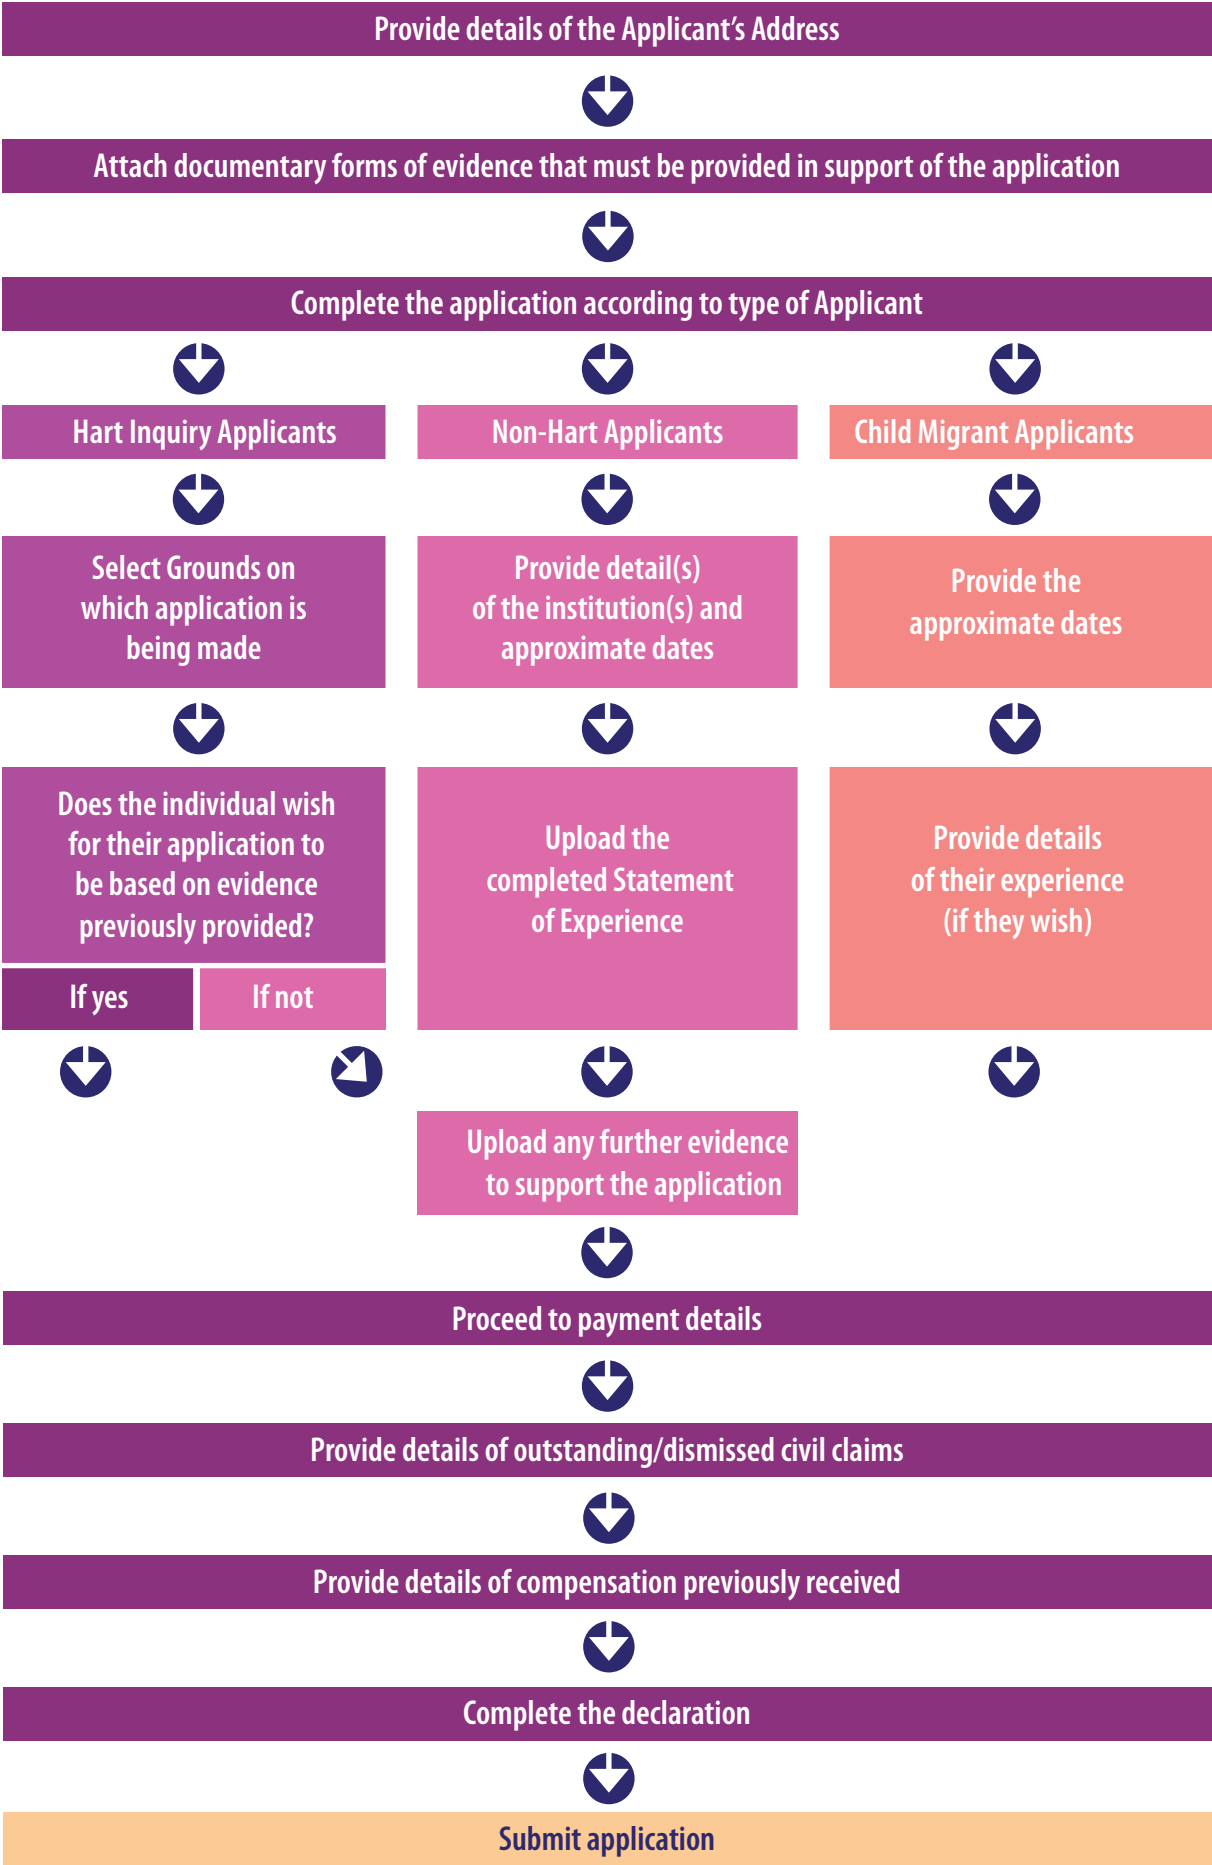 Provide details of the Applicant’s Address
Attach documentary forms of evidence that must be provided in support of the application
Complete the application according to type of Applicant
Hart Inquiry Applicants
Non-Hart Applicants
Child Migrant Applicants
Select Grounds on
which application is
being made
Provide detail(s)
of the institution(s) and
approximate dates
Provide the
approximate dates
Does the individual wish
for their application to
be based on evidence
previously provided?
If yes
If not
Upload the
completed Statement
of Experience
Provide details
of their experience
(if they wish)
Upload any further evidence
to support the application
Proceed to payment details
Provide details of outstanding/dismissed civil claims
Provide details of compensation previously received
Complete the declaration
Submit application